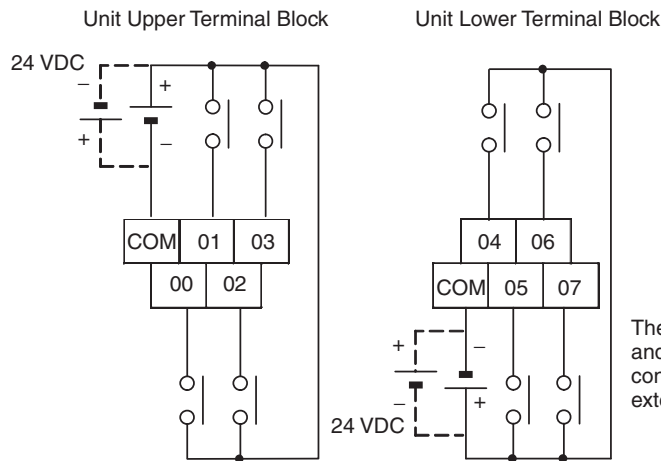 Unit Upper Terminal Block
Unit Lower Terminal Block
24 VDC
−
+
+
−
COM 01 03
00 02
04 06
COM 05 07
+
−
−
+
24 VDC
The
and
con
exte